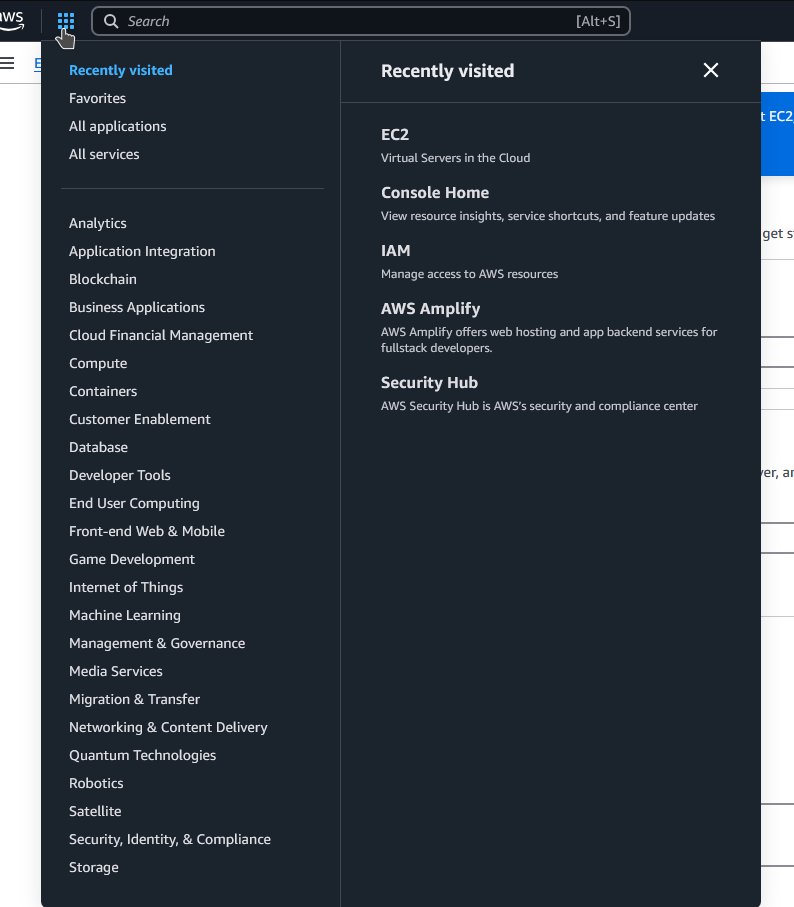 aws
Search [Alt+S]
Recently visited
Favorites
All applications
All services
Analytics
Application Integration
Blockchain
Business Applications
Cloud Financial Management
Compute
Containers
Customer Enablement
Database
Developer Tools
End User Computing
Front-end Web & Mobile
Game Development
Internet of Things
Machine Learning
Management & Governance
Media Services
Migration & Transfer
Networking & Content Delivery
Quantum Technologies
Robotics
Satellite
Security, Identity, & Compliance
Storage
Recently visited
EC2
Virtual Servers in the Cloud
Console Home
View resource insights, service shortcuts, and feature updates
IAM
Manage access to AWS resources
AWS Amplify
AWS Amplify offers web hosting and app backend services for
fullstack developers.
Security Hub
AWS Security Hub is AWS's security and compliance center
EC2,
get